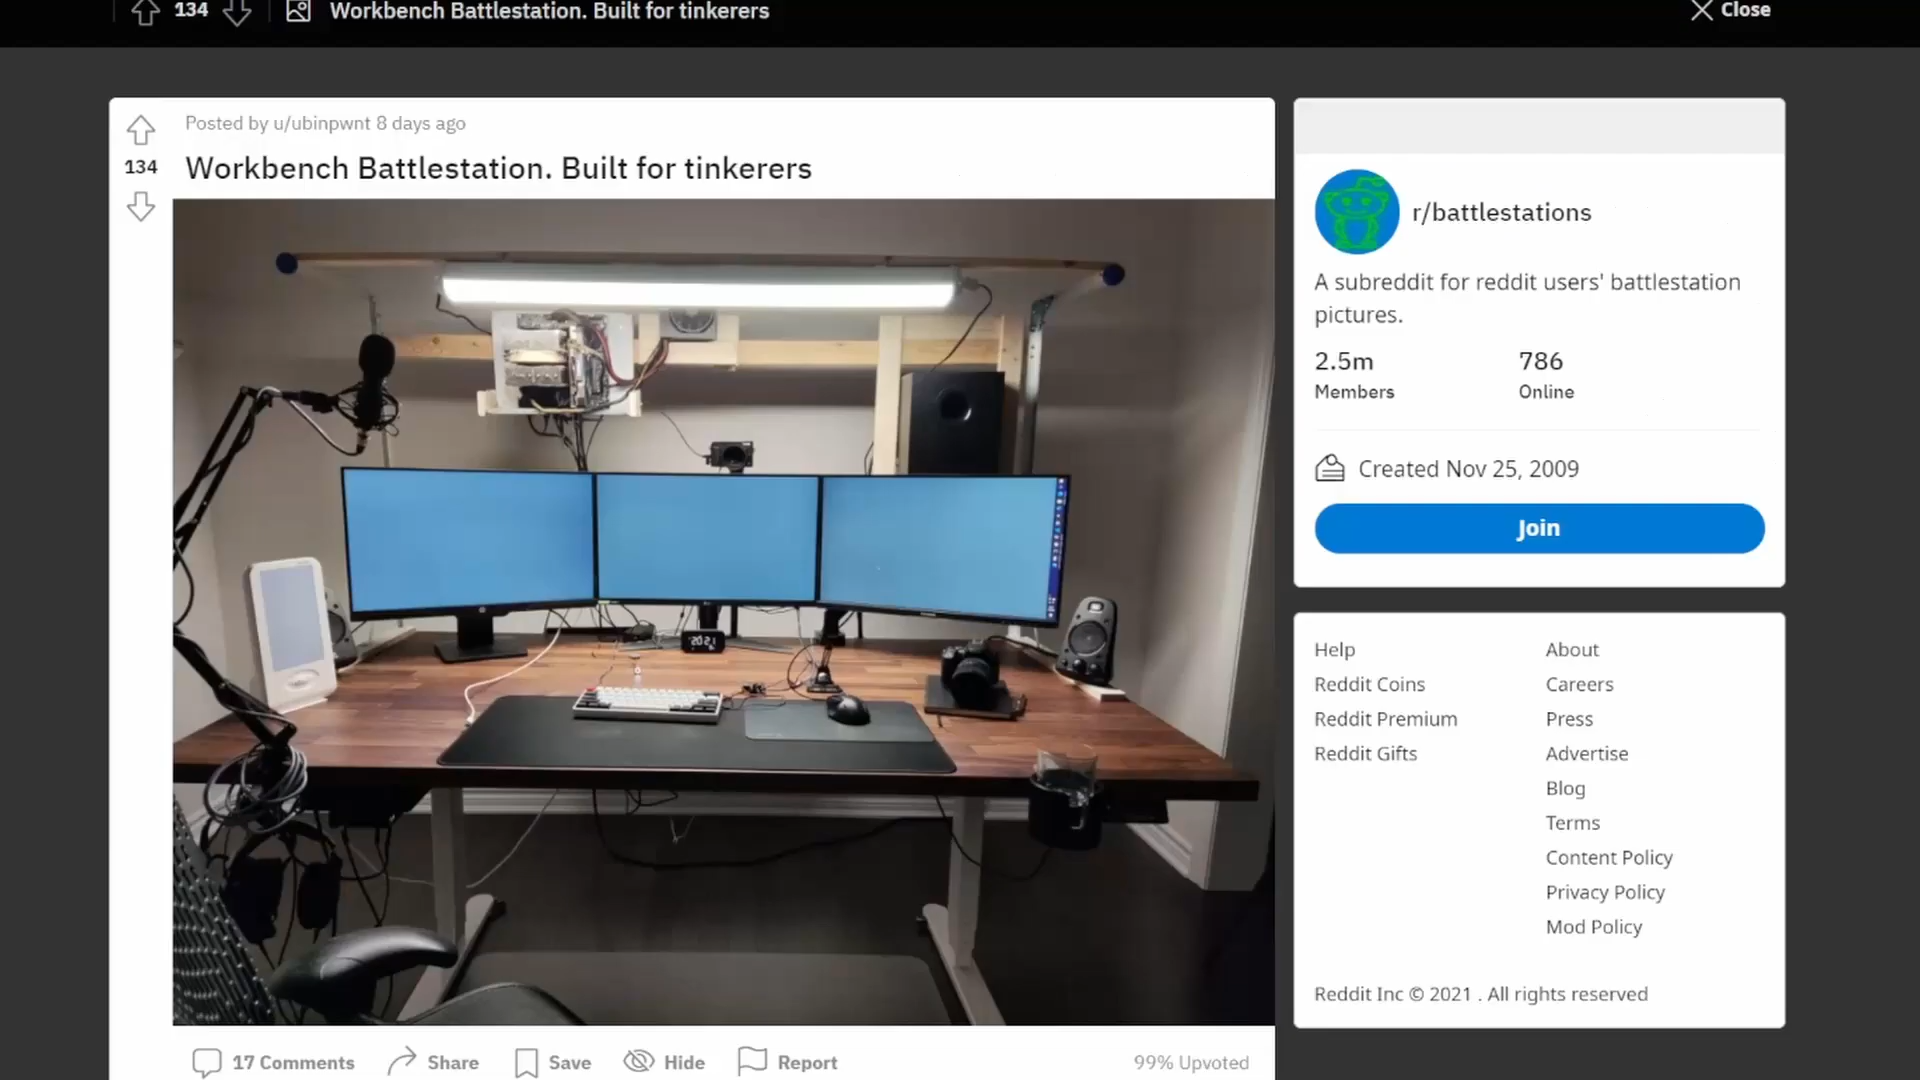 134
Workbench Battlestation. Built for tinkerers
Close
Posted by u/ubinpwnt 8 days ago
134
Workbench Battlestation. Built for tinkerers
20:21
17 Comments
Share
Save
Hide
Report
99% Upvoted
r/battlestations
A subreddit for reddit users' battlestation
pictures.
2.5m
786
Members
Online
Created Nov 25, 2009
Join
Help
About
Reddit Coins
Careers
Reddit Premium
Press
Reddit Gifts
Advertise
Blog
Terms
Content Policy
Privacy Policy
Mod Policy
Reddit Inc © 2021 . All rights reserved